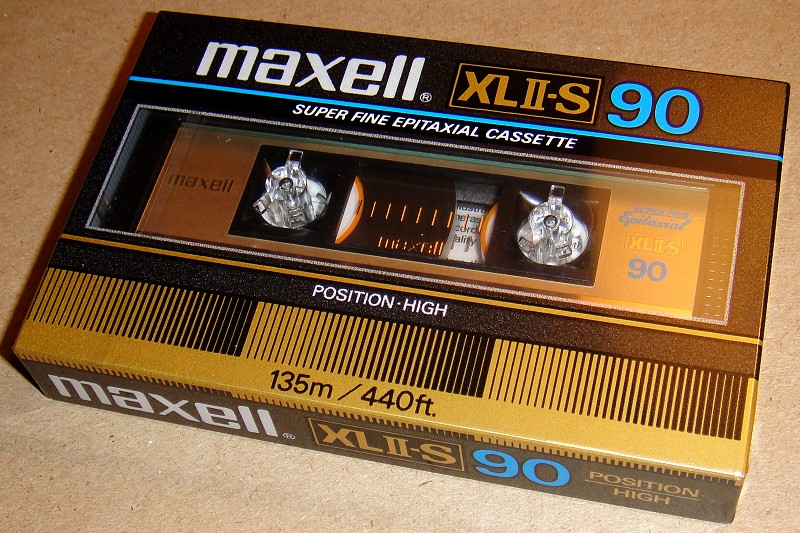 maxell® XLII-S 90
SUPER FINE EPITAXIAL CASSETTE
maxell
maxell
Epitaxial
XLII-S
90
POSITION·HIGH
135m / 440ft.
maxell® XLII-S 90 POSITION
HIGH